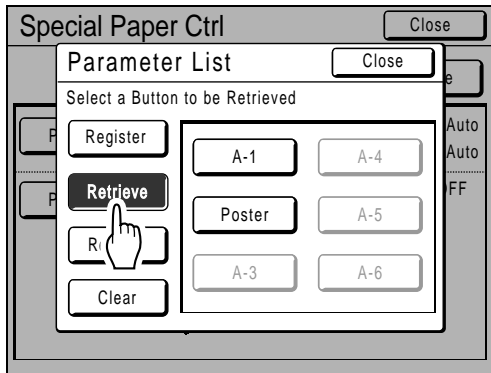 Special Paper Ctrl
Close
Parameter List
Close
Select a Button to be Retrieved
Register
A-1
A-4
Auto
Auto
Retrieve
Poster
A-5
A-3
A-6
Clear